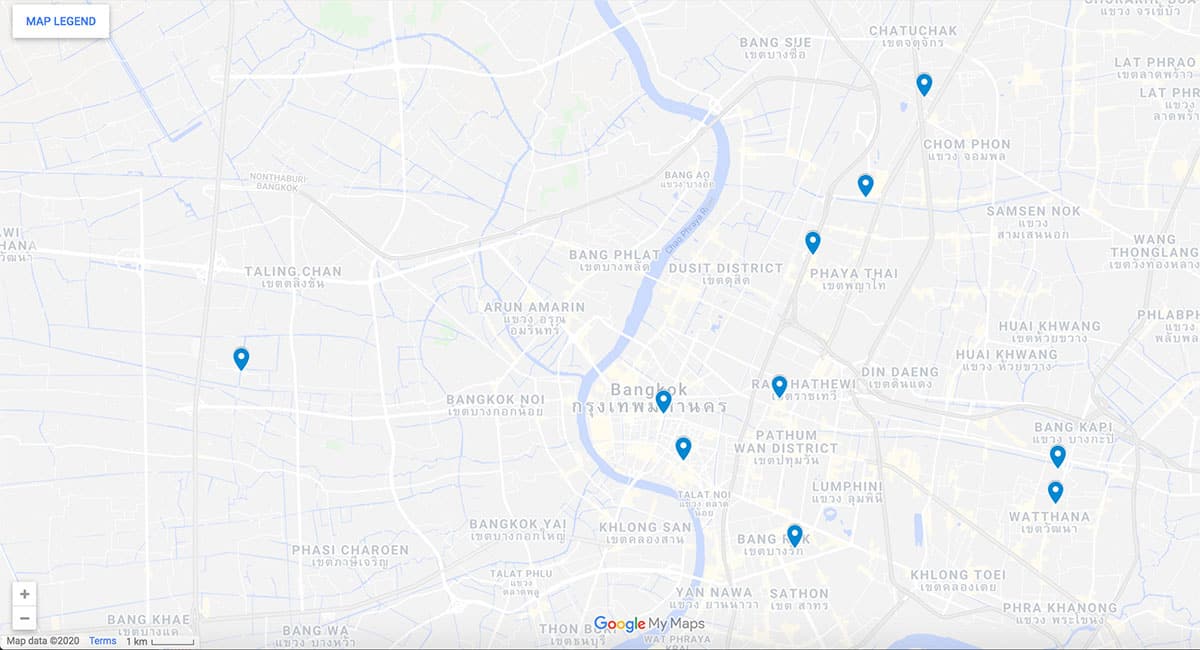 MAP LEGEND
CHATUCHAK
เขตจตุจักร
แขวง จรเข้บัว
BANG SUE
เขตบางซื่อ
LAT PHRAO
เขตลาดพร้าว
LAT PHR
ลาดพร้าว
CHOM PHON
แขวง จอมพล
NONTHABURI
BANGKOK
BANG AO
แขวง บางอ้อ
Chao Phraya River
SAMSEN NOK
แขวง
สามเสนนอก
WANG
THONGLANG
เขตวังทองหลาง
AWI
HANA
วัฒนา
TALING CHAN
เขตตลิ่งชัน
BANG PHLAT
เขตบางพลัด
DUSIT DISTRICT
เขตดุสิต
PHAYA THAI
เขตพญาไท
ARUN AMARIN
แขวง อรุณ
อมรินทร์
HUAI KHWANG
เขตห้วยขวาง
PHLABPH
แขวง
พลับพล
HUAI KHWANG
แขวง ห้วยขวาง
DIN DAENG
เขตดินแดง
เขตราชเทวี
Bangkok
BANGKOK NOI
เขตบางกอกน้อย
PATHUM
WAN DISTRICT
เขตปทุมวัน
BANG KAPI
แขวง บางกะปิ
LUMPHINI
แขวง ลุมพินี
TALAT NOI
แขวง ตลาด
น้อย
WATTHANA
เขตวัฒนา
BANGKOK YAI
เขตบางกอกใหญ่
KHLONG SAN
เขตคลองสาน
BANG
เขตบางรัก
PHASI CHAROEN
เขตภาษีเจริญ
TALAT PHLU
แขวง
ตลาดพลู
KHLONG TOEI
เขตคลองเตย
YAN NAWA
แขวง ยานนาวา
SATHON
เขต สาทร
PHRA KHANONG
เขตพระโขนง
BANG KHAE
เขตบางแค
BANG WA
แขวง บางหว้า
THON BURI
เขตธนบุรี
WAT PHRAYA
KRAI
Google My Maps
+
−
Map data ©2020 Terms 1 km